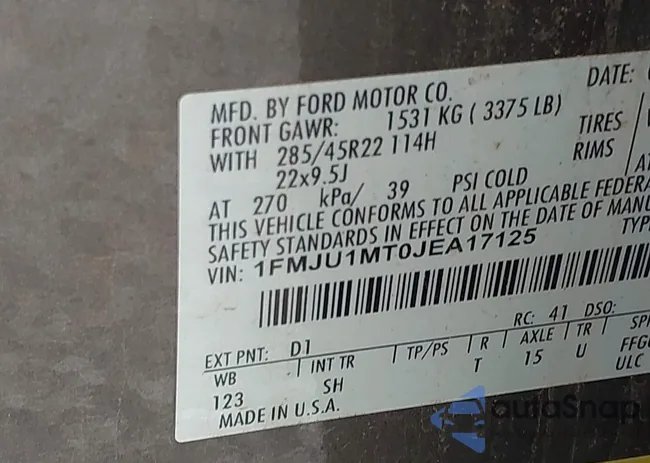 MFD. BY FORD MOTOR CO. DATE:
FRONT GAWR: 1531 KG ( 3375 LB)
WITH 285/45R22 114H TIRES
22x9.5J RIMS
AT 270 kPa/ 39 PSI COLD
THIS VEHICLE CONFORMS TO ALL APPLICABLE FEDERA
SAFETY STANDARDS IN EFFECT ON THE DATE OF MANU
VIN: 1FMJU1MT0JEA17125 TYP
RC: 41 DSO:
EXT PNT: D1
WB INT TR TP/PS R AXLE TR SP
123 SH T 15 U FFG
ULC
MADE IN U.S.A.
autoSnap